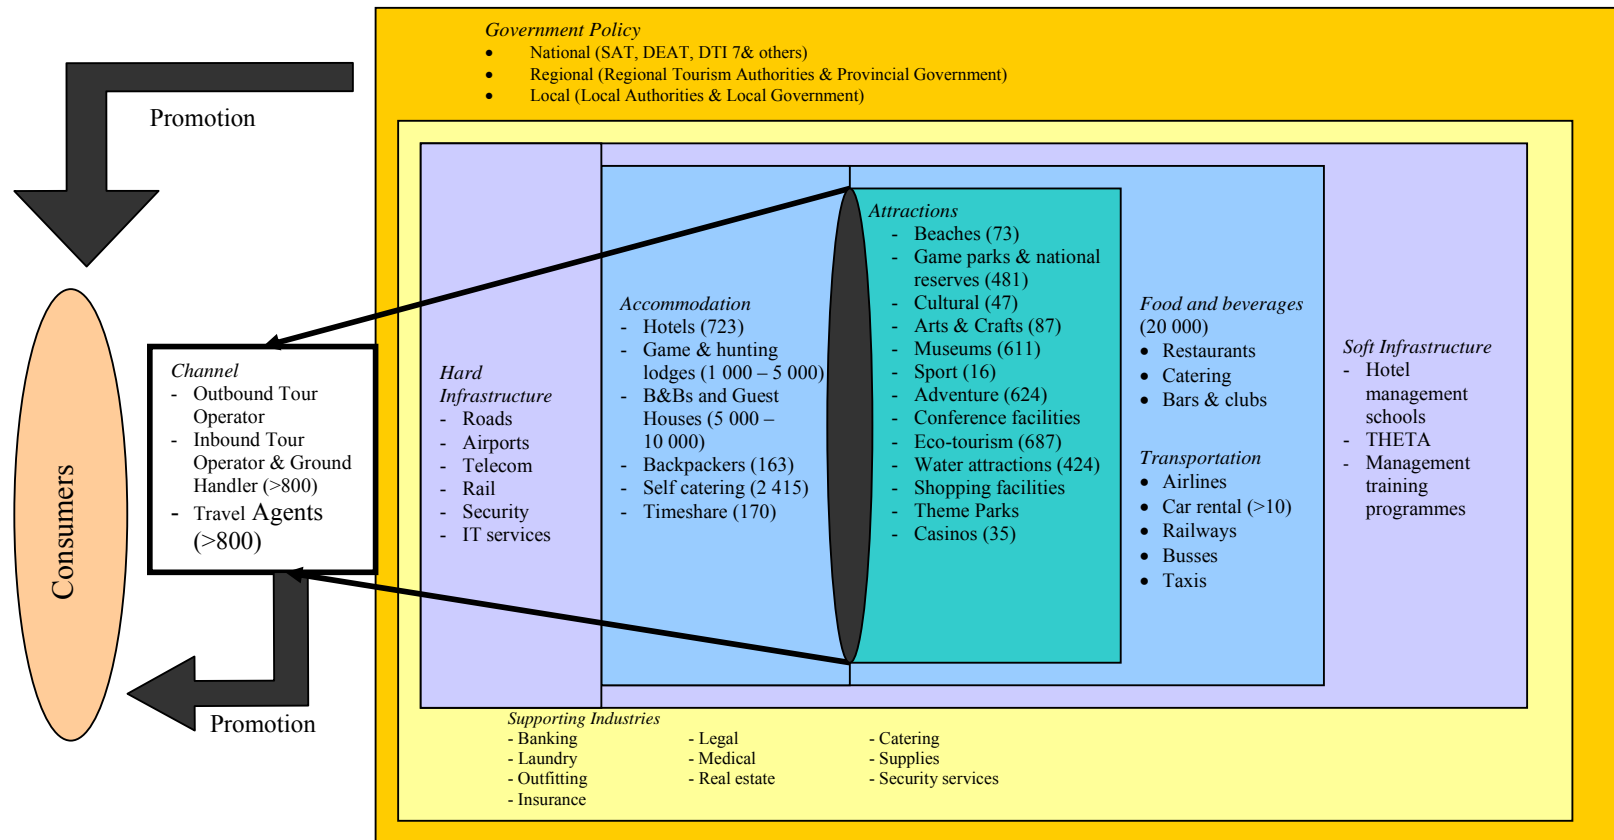 Government Policy
• National (SAT, DEAT, DTI 7& others)
• Regional (Regional Tourism Authorities & Provincial Government)
• Local (Local Authorities & Local Government)
Promotion
Consumers
Channel
- Outbound Tour
Operator
- Inbound Tour
Operator & Ground
Handler (>800)
- Travel Agents
(>800)
Promotion
Hard
Infrastructure
- Roads
- Airports
- Telecom
- Rail
- Security
- IT services
Accommodation
- Hotels (723)
- Game & hunting
lodges (1 000 – 5 000)
- B&Bs and Guest
Houses (5 000 –
10 000)
- Backpackers (163)
- Self catering (2 415)
- Timeshare (170)
Attractions
- Beaches (73)
- Game parks & national
reserves (481)
- Cultural (47)
- Arts & Crafts (87)
- Museums (611)
- Sport (16)
- Adventure (624)
- Conference facilities
- Eco-tourism (687)
- Water attractions (424)
- Shopping facilities
- Theme Parks
- Casinos (35)
Food and beverages
(20 000)
• Restaurants
• Catering
• Bars & clubs
Transportation
• Airlines
• Car rental (>10)
• Railways
• Busses
• Taxis
Soft Infrastructure
- Hotel
management
schools
- THETA
- Management
training
programmes
Supporting Industries
- Banking
- Laundry
- Outfitting
- Insurance
- Legal
- Medical
- Real estate
- Catering
- Supplies
- Security services